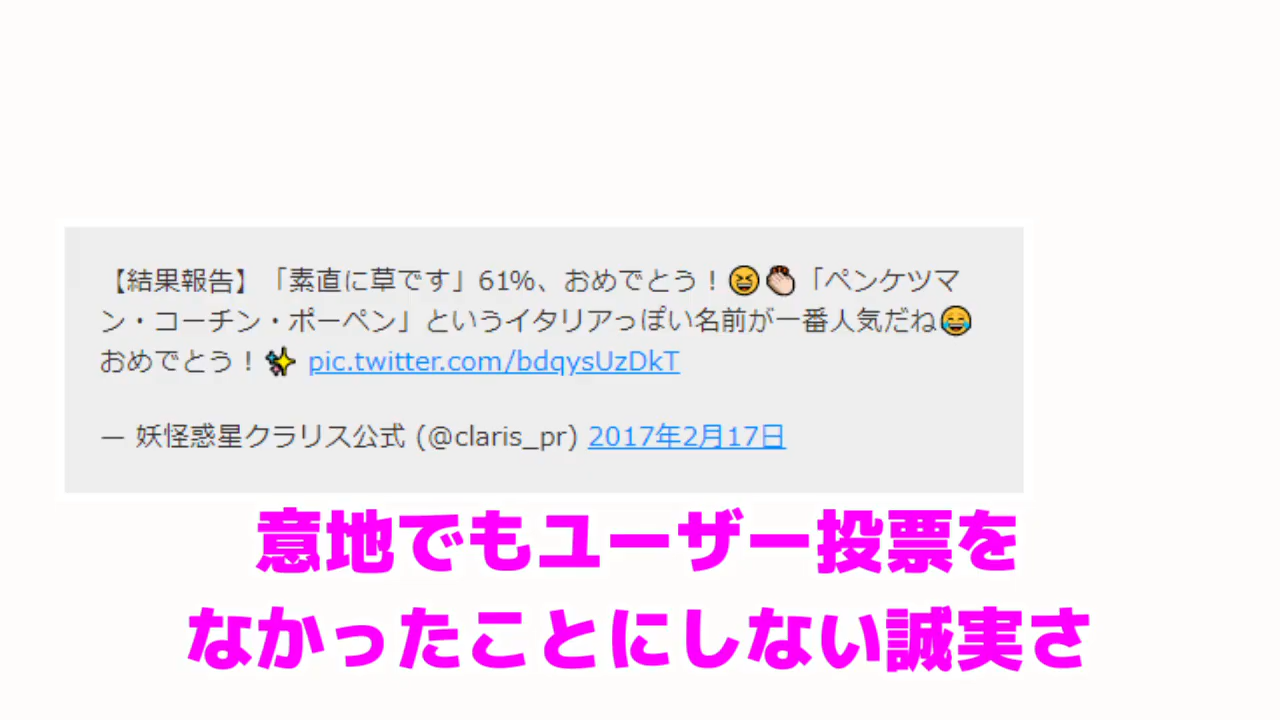 【結果報告】「素直に草です」61%、おめでとう!😆👏「ペンケツマ
ン・コーチン・ポーペン」というイタリアっぽい名前が一番人気だね😂
おめでとう!✨ pic.twitter.com/bdqysUzDkT
— 妖怪惑星クラリス公式 (@claris_pr) 2017年2月17日
意地でもユーザー投票を
なかったことにしない誠実さ